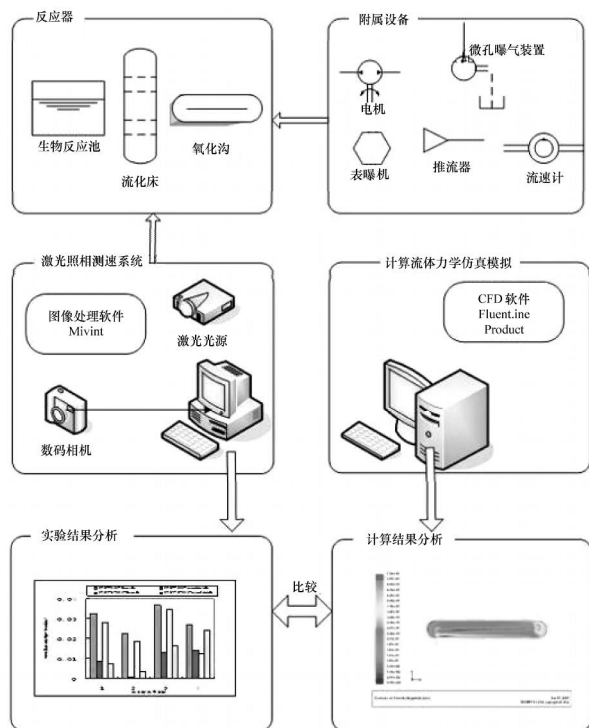 反应器
生物反应池
流化床
氧化沟
附属设备
微孔曝气装置
电机
表曝机
推流器
流速计
激光照相测速系统
图像处理软件
Mivint
激光光源
数码相机
计算流体力学仿真模拟
CFD 软件
Fluent.ine
Product
实验结果分析
比较
计算结果分析